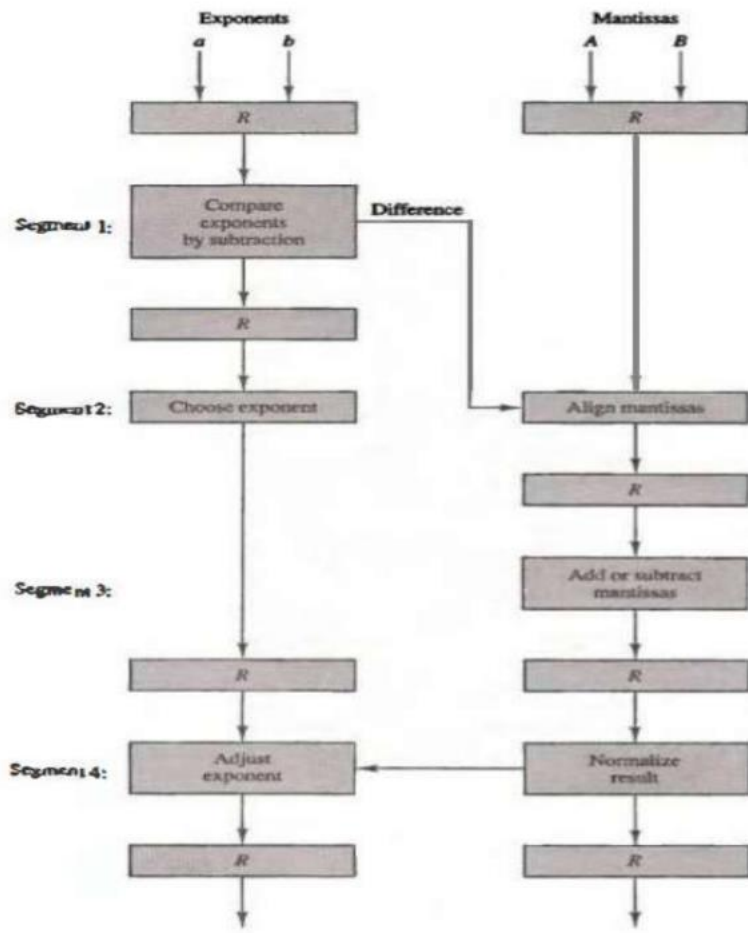 Exponents
Mantissas
a b
A B
R
R
Segment 1:
Compare
exponents
by subtraction
Difference
R
Segment 2:
Choose exponent
Align mantissas
R
Segment 3:
Add or subtract
mantissas
R
R
Segment 4:
Adjust
exponent
Normalize
result
R
R